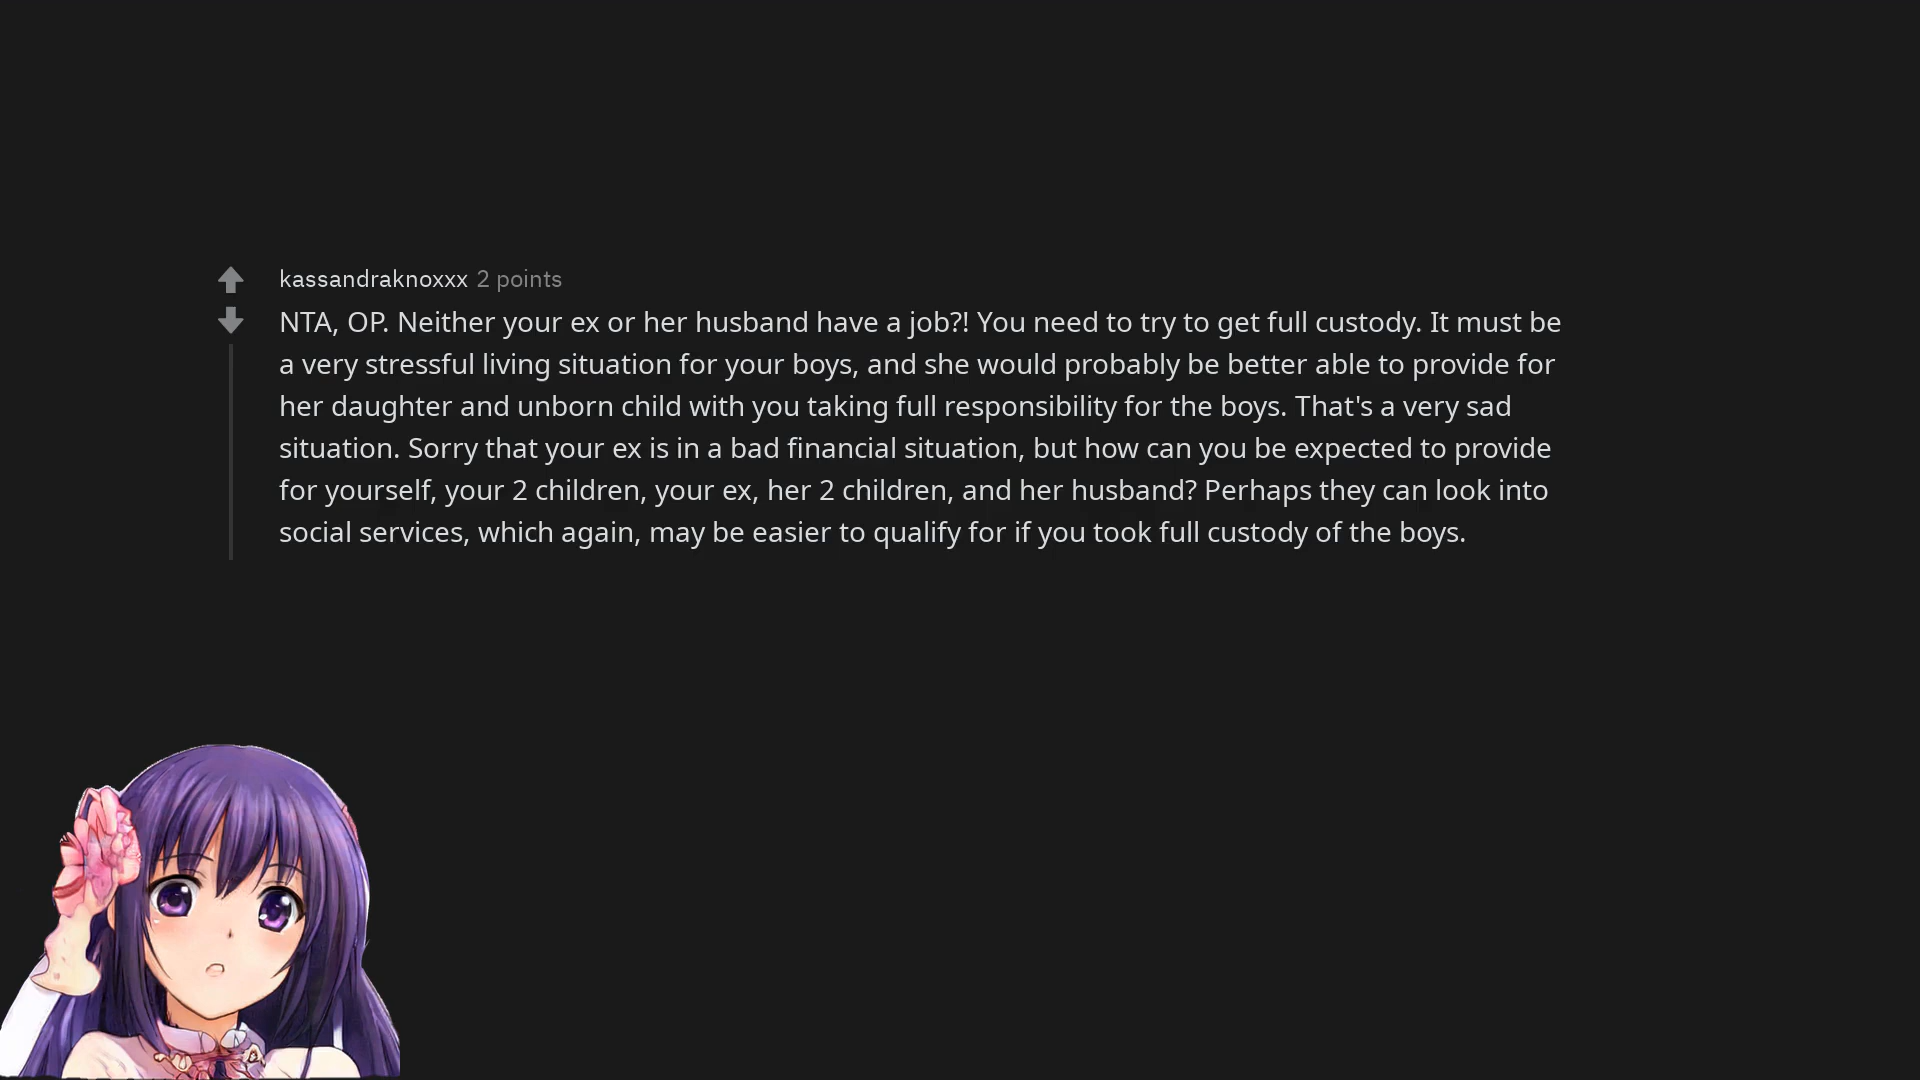 kassandraknoxxx 2 points
NTA, OP. Neither your ex or her husband have a job?! You need to try to get full custody. It must be
a very stressful living situation for your boys, and she would probably be better able to provide for
her daughter and unborn child with you taking full responsibility for the boys. That's a very sad
situation. Sorry that your ex is in a bad financial situation, but how can you be expected to provide
for yourself, your 2 children, your ex, her 2 children, and her husband? Perhaps they can look into
social services, which again, may be easier to qualify for if you took full custody of the boys.